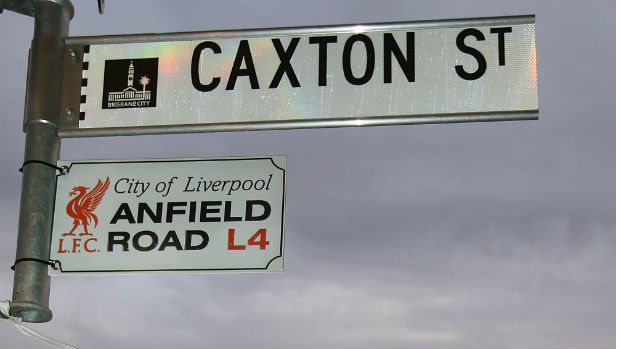 CAXTON ST
BRISBANE CITY
City of Liverpool
ANFIELD
ROAD L4
L.F.C.